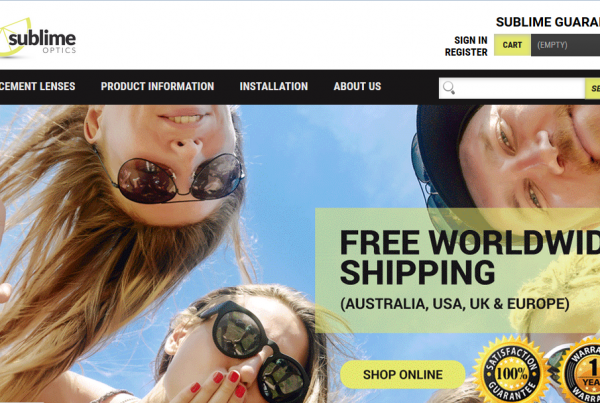 sublime
OPTICS
SUBLIME GUARA
SIGN IN
REGISTER
CART (EMPTY)
CEMENT LENSES PRODUCT INFORMATION INSTALLATION ABOUT US
SE
FREE WORLDWID
SHIPPING
(AUSTRALIA, USA, UK & EUROPE)
SHOP ONLINE
SATISFACTION
100%
GUARANTEE
WARRA
1
YEA